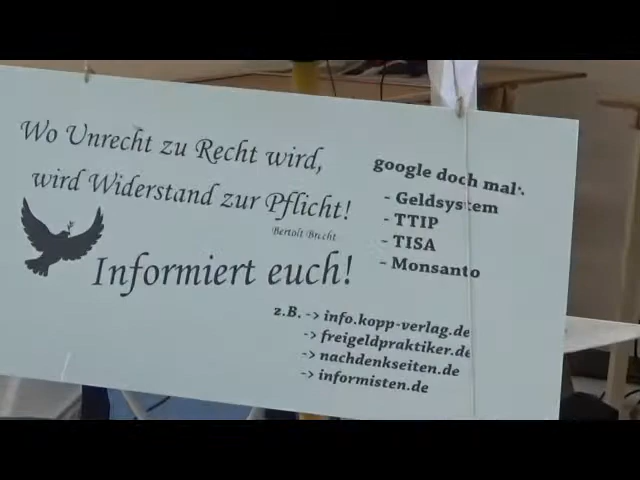 Wo Unrecht zu Recht wird,
wird Widerstand zur Pflicht!
Bertolt Brecht
Informiert euch!
google doch mal:
- Geldsystem
- TTIP
- TISA
- Monsanto
z.B. -> info.kopp-verlag.de
-> freigeldpraktiker.de
-> nachdenkseiten.de
-> informisten.de